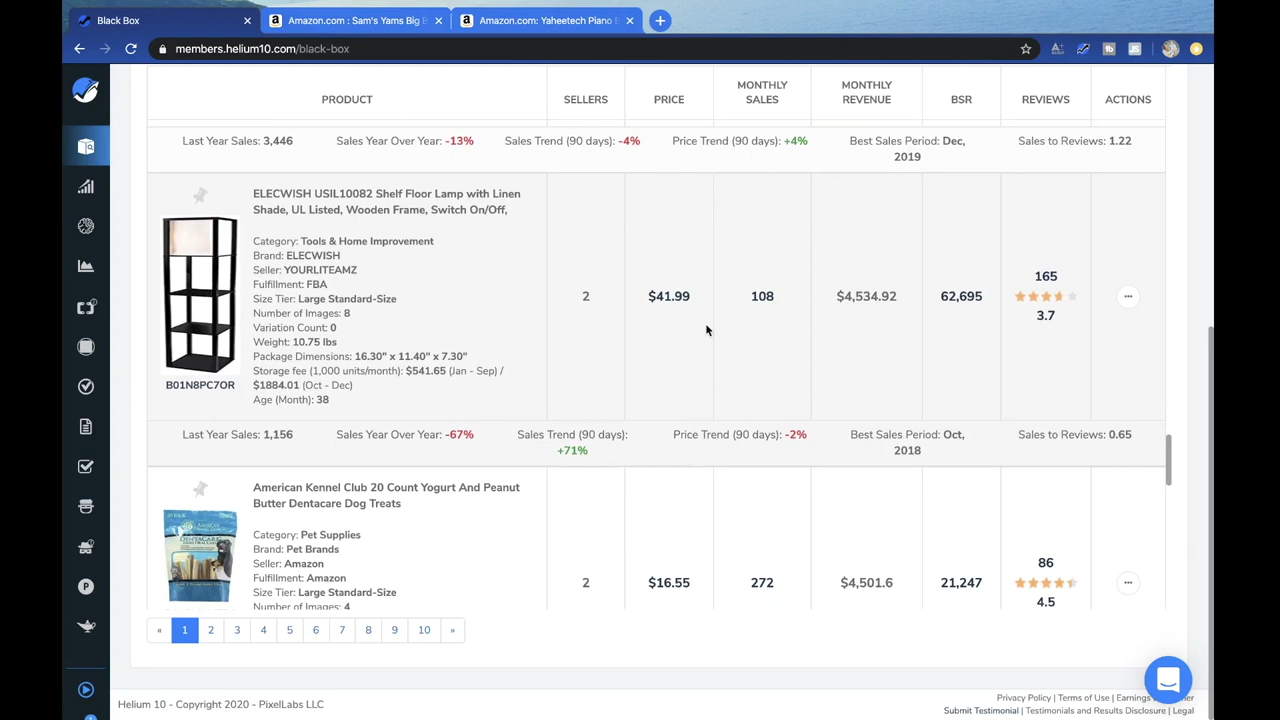 Black Box
Amazon.com : Sam's Yams Big B
Amazon.com: Yaheetech Piano B
members.helium10.com/black-box
PRODUCT
SELLERS
PRICE
MONTHLY
SALES
MONTHLY
REVENUE
BSR
REVIEWS
ACTIONS
Last Year Sales: 3,446
Sales Year Over Year: -13%
Sales Trend (90 days): -4%
Price Trend (90 days): +4%
Best Sales Period: Dec,
2019
Sales to Reviews: 1.22
ELECWISH USIL10082 Shelf Floor Lamp with Linen
Shade, UL Listed, Wooden Frame, Switch On/Off,
Category: Tools & Home Improvement
Brand: ELECWISH
Seller: YOURLITEAMZ
Fulfillment: FBA
Size Tier: Large Standard-Size
Number of Images: 8
Variation Count: 0
Weight: 10.75 lbs
Package Dimensions: 16.30" x 11.40" x 7.30"
Storage fee (1,000 units/month): $541.65 (Jan - Sep) /
$1884.01 (Oct - Dec)
Age (Month): 38
B01N8PC7OR
2
$41.99
108
$4,534.92
62,695
165
3.7
Last Year Sales: 1,156
Sales Year Over Year: -67%
Sales Trend (90 days):
+71%
Price Trend (90 days): -2%
Best Sales Period: Oct,
2018
Sales to Reviews: 0.65
American Kennel Club 20 Count Yogurt And Peanut
Butter Dentacare Dog Treats
Category: Pet Supplies
Brand: Pet Brands
Seller: Amazon
Fulfillment: Amazon
Size Tier: Large Standard-Size
Number of Images: 4
2
$16.55
272
$4,501.6
21,247
86
4.5
« 1 2 3 4 5 6 7 8 9 10 »
Helium 10 - Copyright 2020 - PixelLabs LLC
Privacy Policy | Terms of Use | Earnings
Submit Testimonial | Testimonials and Results Disclosure | Legal